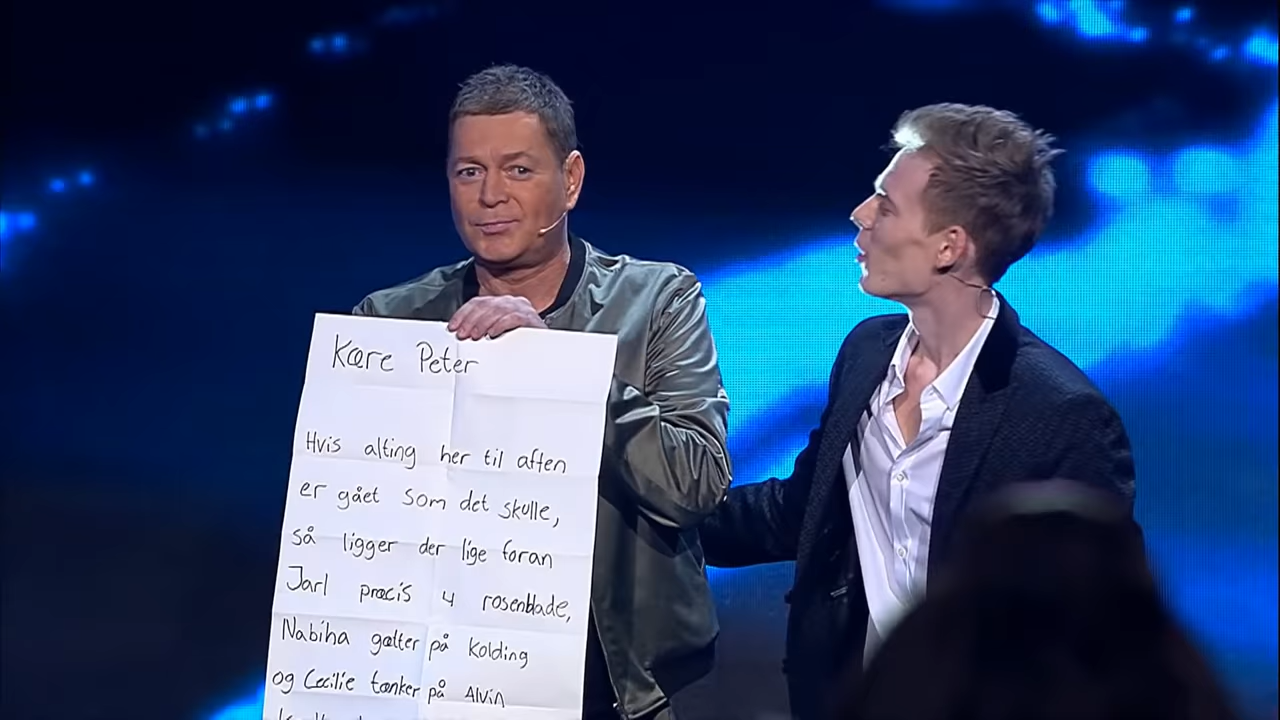 Kære Peter
Hvis alting her til aften
er gået som det skulle,
så ligger der lige foran
Jarl præcis 4 rosenblade,
Nabiha gætter på Kolding
og Cecilie tænker på Alvin